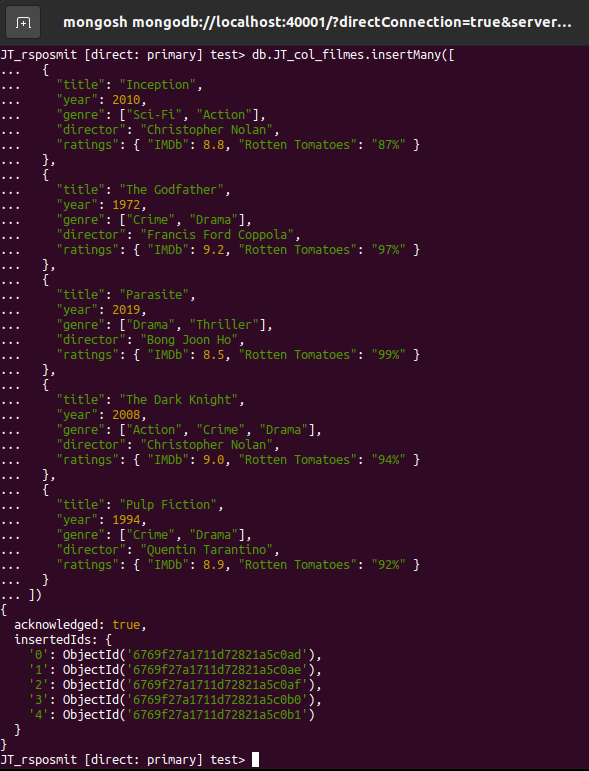 mongosh mongodb://localhost:40001/?directConnection=true&server...
JT_rsposmit [direct: primary] test> db.JT_col_filmes.insertMany([
...   {
...     "title": "Inception",
...     "year": 2010,
...     "genre": ["Sci-Fi", "Action"],
...     "director": "Christopher Nolan",
...     "ratings": { "IMDb": 8.8, "Rotten Tomatoes": "87%" }
...   },
...   {
...     "title": "The Godfather",
...     "year": 1972,
...     "genre": ["Crime", "Drama"],
...     "director": "Francis Ford Coppola",
...     "ratings": { "IMDb": 9.2, "Rotten Tomatoes": "97%" }
...   },
...   {
...     "title": "Parasite",
...     "year": 2019,
...     "genre": ["Drama", "Thriller"],
...     "director": "Bong Joon Ho",
...     "ratings": { "IMDb": 8.5, "Rotten Tomatoes": "99%" }
...   },
...   {
...     "title": "The Dark Knight",
...     "year": 2008,
...     "genre": ["Action", "Crime", "Drama"],
...     "director": "Christopher Nolan",
...     "ratings": { "IMDb": 9.0, "Rotten Tomatoes": "94%" }
...   },
...   {
...     "title": "Pulp Fiction",
...     "year": 1994,
...     "genre": ["Crime", "Drama"],
...     "director": "Quentin Tarantino",
...     "ratings": { "IMDb": 8.9, "Rotten Tomatoes": "92%" }
...   }
... ])
{
  acknowledged: true,
  insertedIds: {
    '0': ObjectId('6769f27a1711d72821a5c0ad'),
    '1': ObjectId('6769f27a1711d72821a5c0ae'),
    '2': ObjectId('6769f27a1711d72821a5c0af'),
    '3': ObjectId('6769f27a1711d72821a5c0b0'),
    '4': ObjectId('6769f27a1711d72821a5c0b1')
  }
}
JT_rsposmit [direct: primary] test>